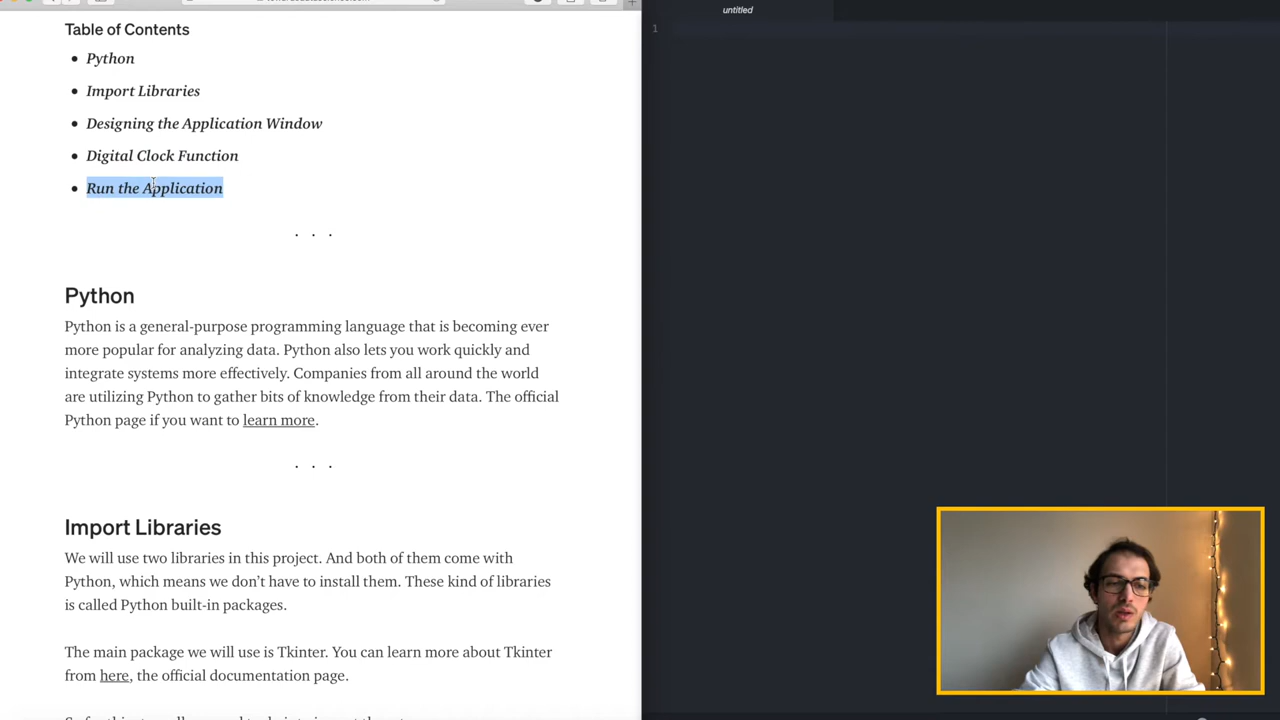 Table of Contents
untitled
1
• Python
• Import Libraries
• Designing the Application Window
• Digital Clock Function
• Run the Application
. . .
Python
Python is a general-purpose programming language that is becoming ever
more popular for analyzing data. Python also lets you work quickly and
integrate systems more effectively. Companies from all around the world
are utilizing Python to gather bits of knowledge from their data. The official
Python page if you want to learn more.
. . .
Import Libraries
We will use two libraries in this project. And both of them come with
Python, which means we don't have to install them. These kind of libraries
is called Python built-in packages.
The main package we will use is Tkinter. You can learn more about Tkinter
from here, the official documentation page.